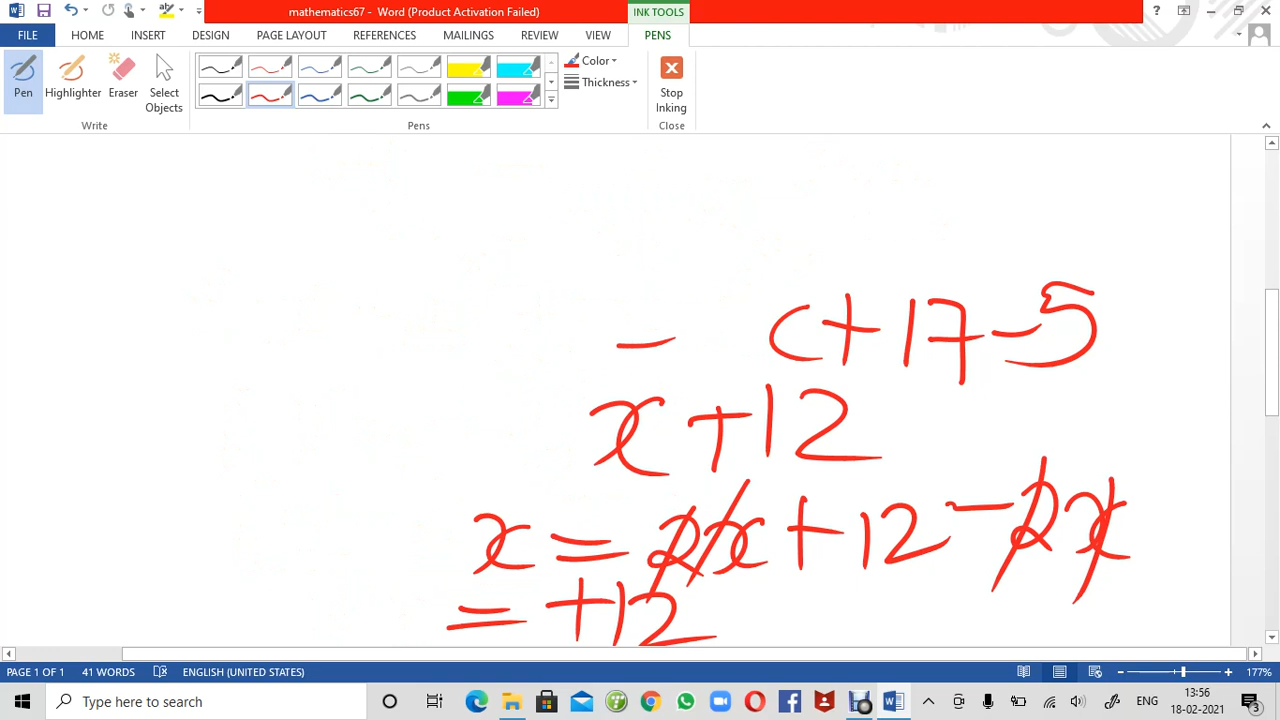 mathematics67 - Word (Product Activation Failed)
INK TOOLS
?
FILE HOME INSERT DESIGN PAGE LAYOUT REFERENCES MAILINGS REVIEW VIEW PENS
Pen Highlighter Eraser Select Objects
Color
Thickness
Stop Inking
Write Pens Close
- c+17-5
x+12
x=2x+12-2x
=+12
PAGE 1 OF 1 41 WORDS ENGLISH (UNITED STATES) 177%
Type here to search
ENG
13:56
18-02-2021
3